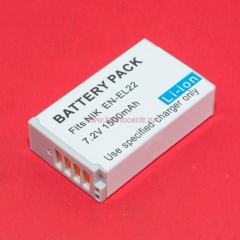 BATTERY PACK
Fits NIK EN-EL22
7.2V 1500mAh
Use specified charger only
Li-ion